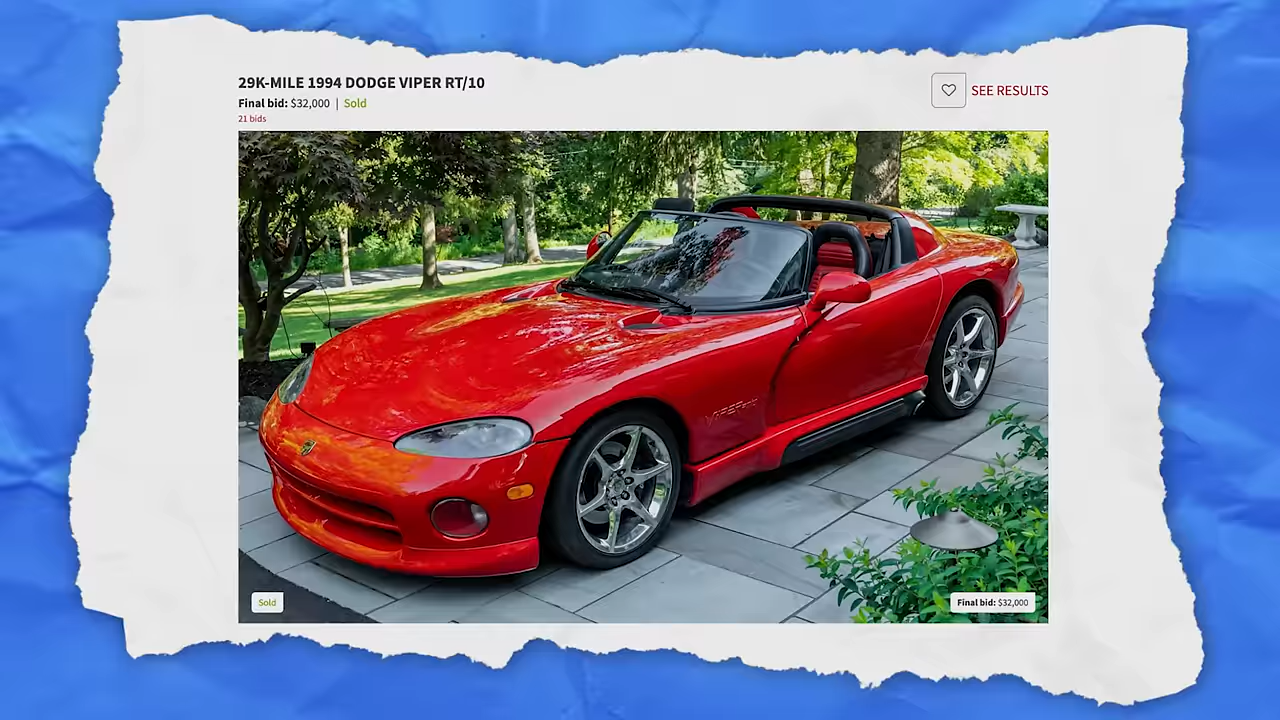 29K-MILE 1994 DODGE VIPER RT/10
Final bid: $32,000 | Sold
21 bids
SEE RESULTS
Sold
Final bid: $32,000